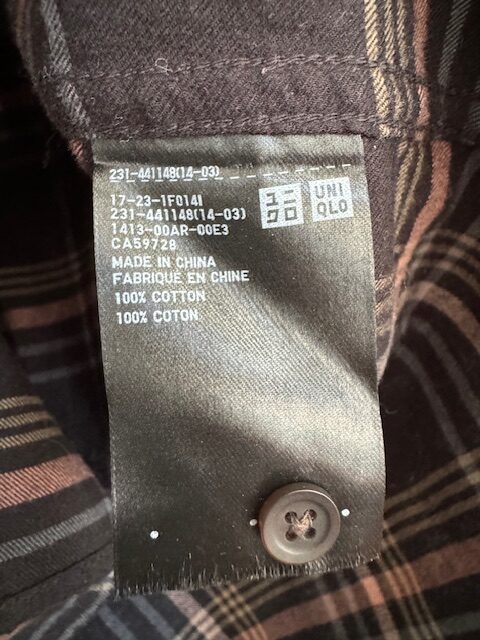 231-441148(14-03)
17-23-1F014I
231-441148(14-03)
1413-00AR-00E3
CA59728
MADE IN CHINA
FABRIQUÉ EN CHINE
100% COTTON
100% COTON
ユニ
クロ
UNI
QLO